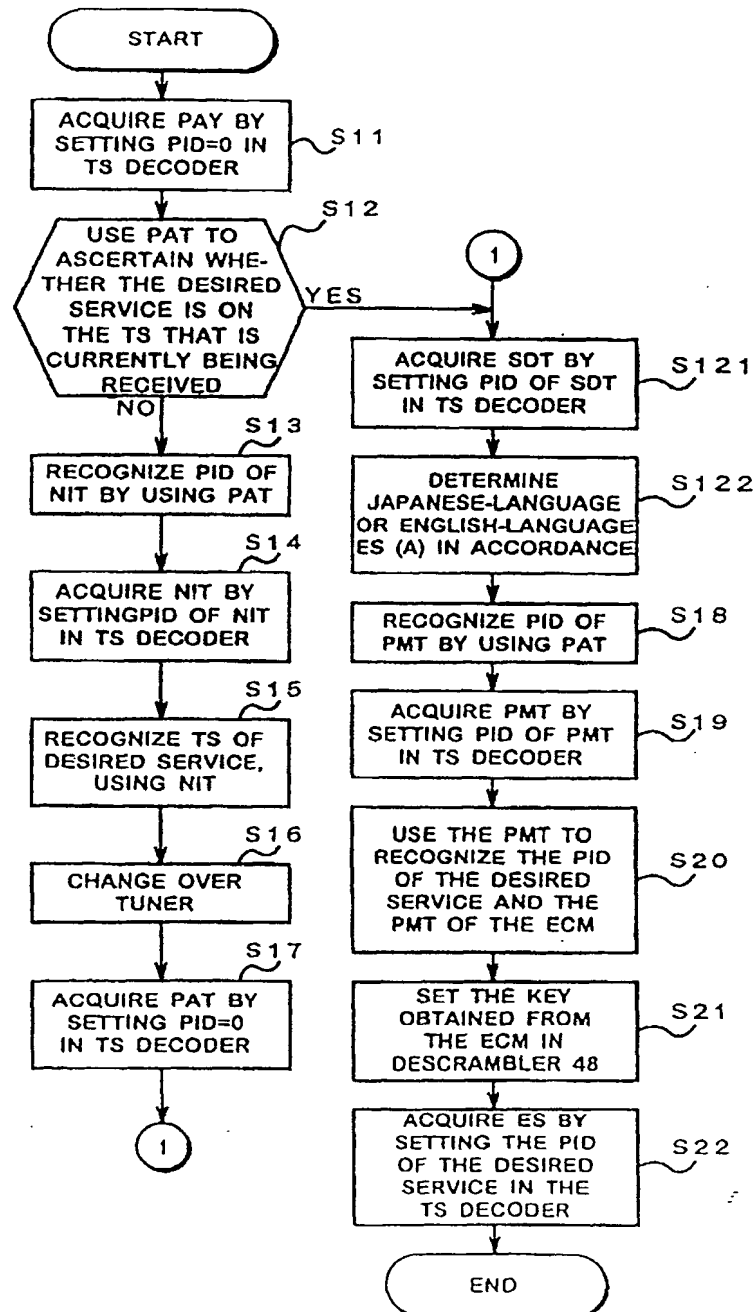 START
ACQUIRE PAY BY
SETTING PID=0 IN
TS DECODER
S11
S12
USE PAT TO
ASCERTAIN WHE-
THER THE DESIRED
SERVICE IS ON
THE TS THAT IS
CURRENTLY BEING
RECEIVED
YES
NO
S13
RECOGNIZE PID OF
NIT BY USING PAT
S14
ACQUIRE NIT BY
SETTINGPID OF NIT
IN TS DECODER
S15
RECOGNIZE TS OF
DESIRED SERVICE,
USING NIT
S16
CHANGE OVER
TUNER
S17
ACQUIRE PAT BY
SETTING PID=0
IN TS DECODER
1
1
ACQUIRE SDT BY
SETTING PID OF SDT
IN TS DECODER
S121
DETERMINE
JAPANESE-LANGUAGE
OR ENGLISH-LANGUAGE
ES (A) IN ACCORDANCE
S122
RECOGNIZE PID OF
PMT BY USING PAT
S18
ACQUIRE PMT BY
SETTING PID OF PMT
IN TS DECODER
S19
USE THE PMT TO
RECOGNIZE THE PID
OF THE DESIRED
SERVICE AND THE
PMT OF THE ECM
S20
SET THE KEY
OBTAINED FROM
THE ECM IN
DESCRAMBLER 48
S21
ACQUIRE ES BY
SETTING THE PID
OF THE DESIRED
SERVICE IN THE
TS DECODER
S22
END